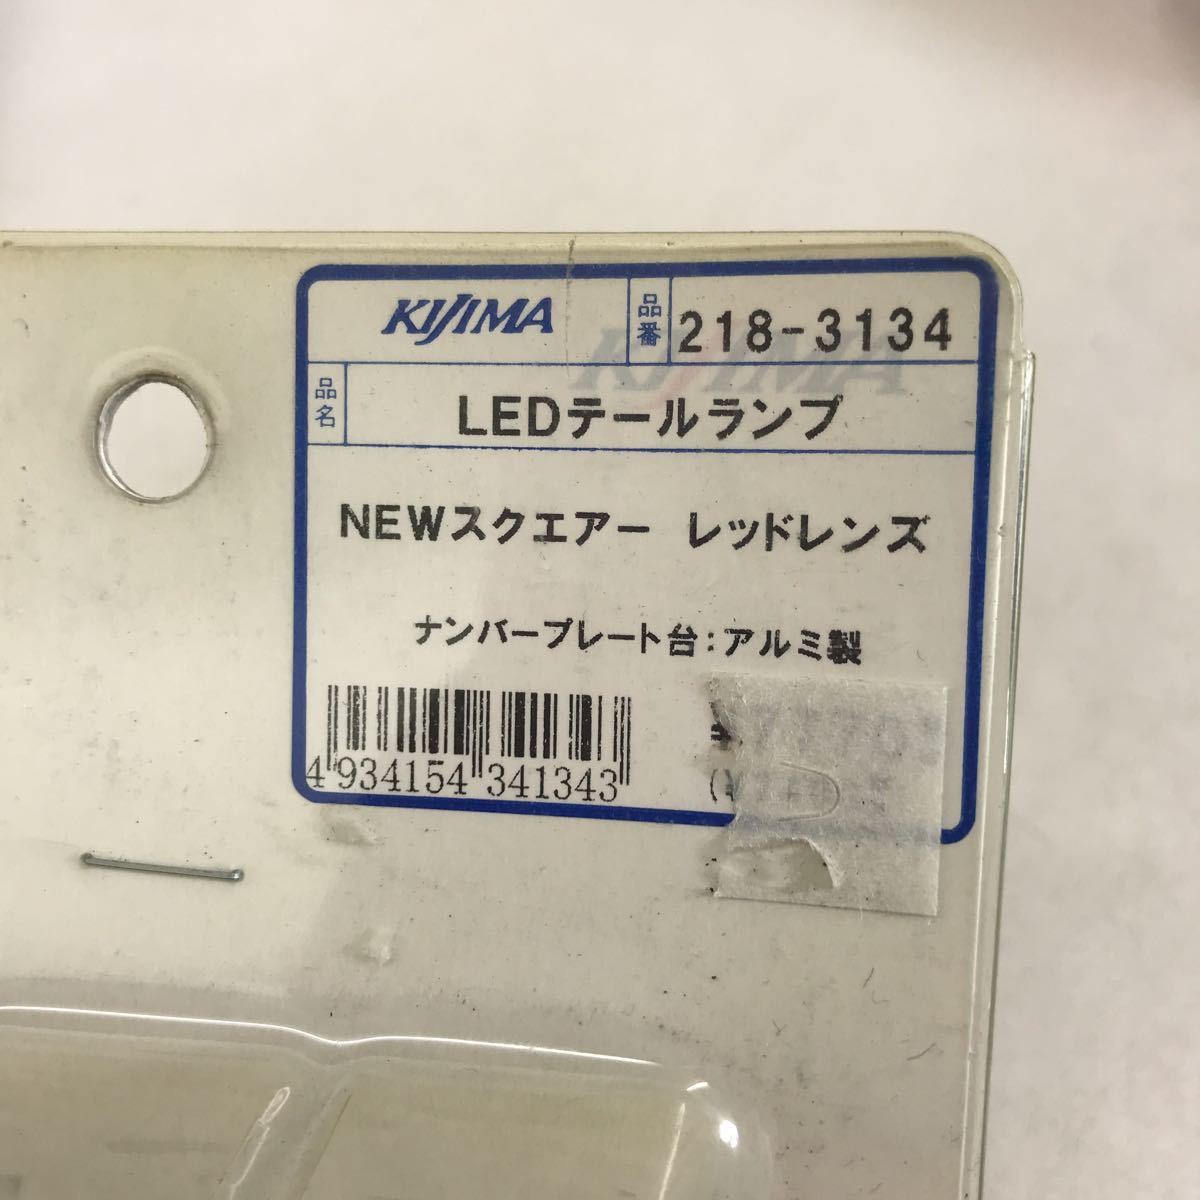 KIJIMA 品番 218-3134
品名 LEDテールランプ
NEWスクエアー レッドレンズ
ナンバープレート台:アルミ製
4 934154 341343